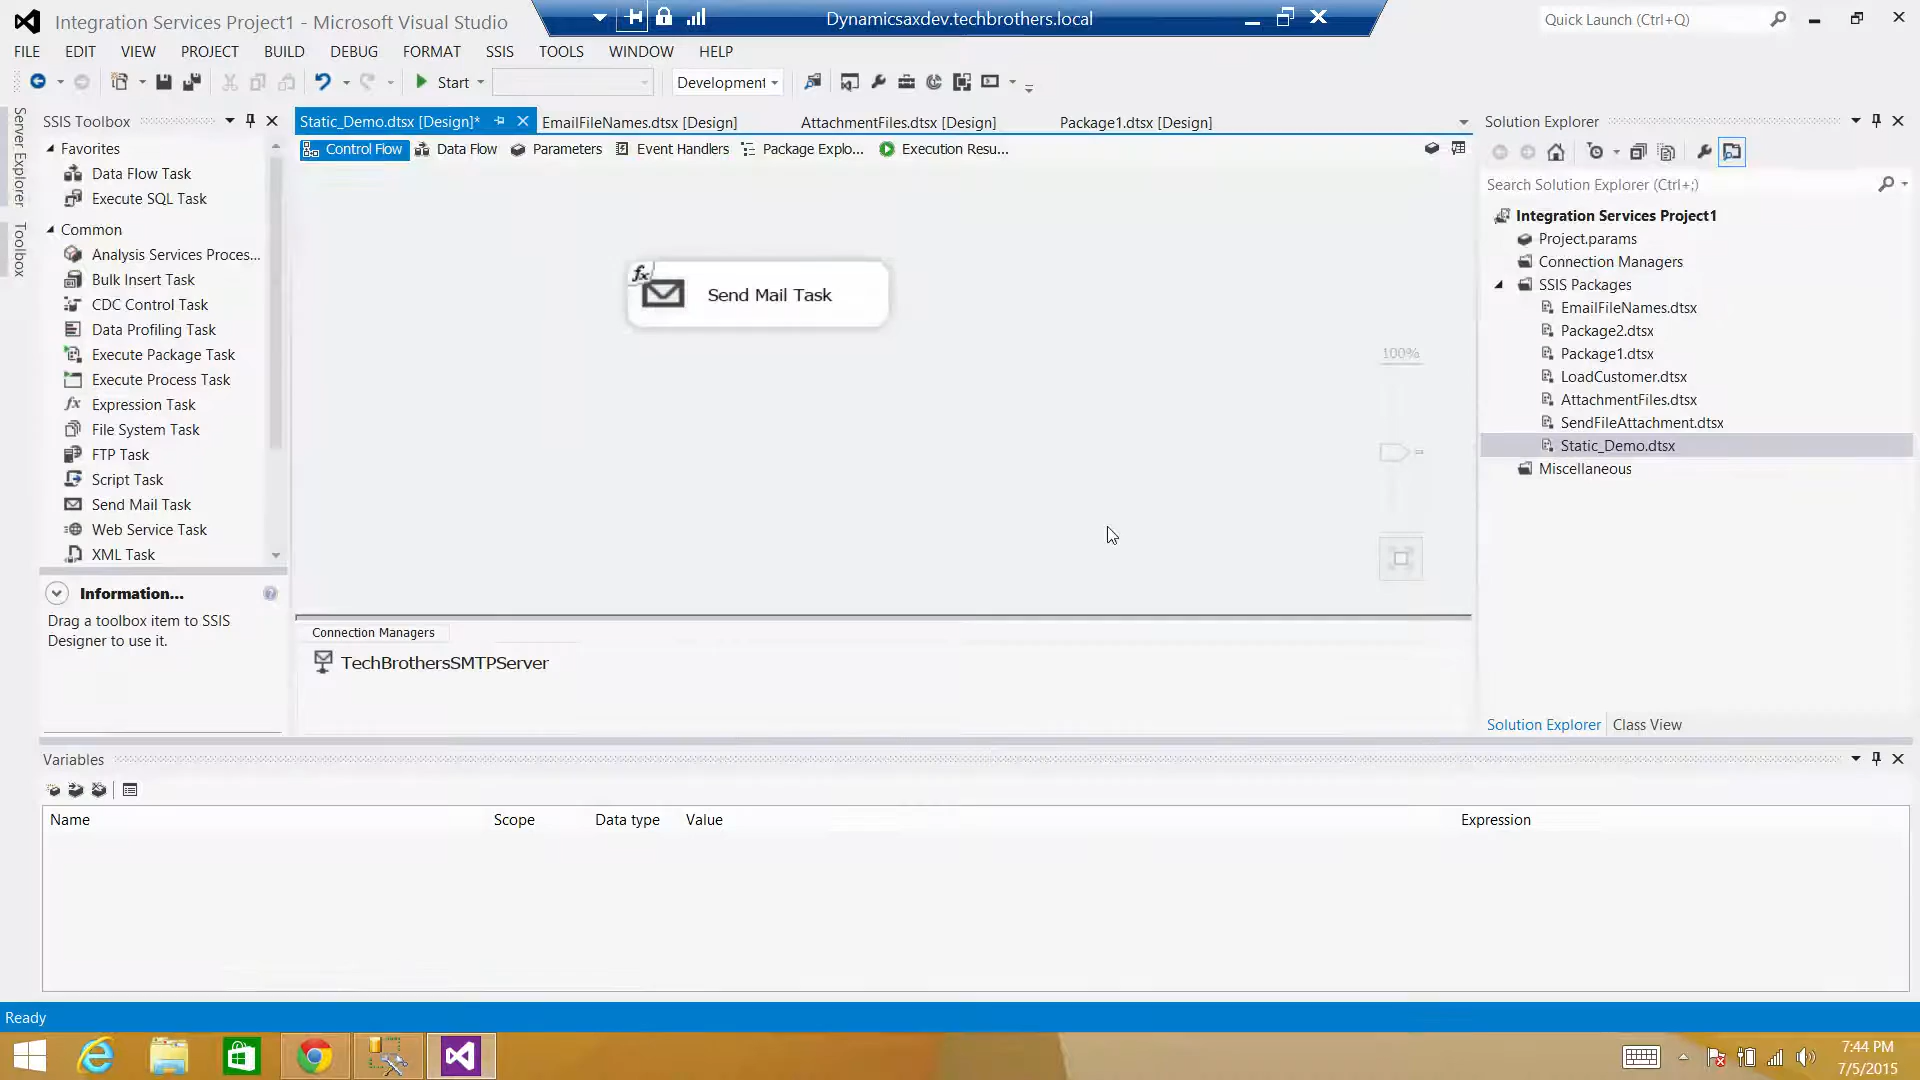 Integration Services Project1 - Microsoft Visual Studio
Dynamicsaxdev.techbrothers.local
Quick Launch (Ctrl+Q)
FILE EDIT VIEW PROJECT BUILD DEBUG FORMAT SSIS TOOLS WINDOW HELP
Start Development
Server Explorer
Toolbox
SSIS Toolbox
Favorites
Data Flow Task
Execute SQL Task
Common
Analysis Services Proces...
Bulk Insert Task
CDC Control Task
Data Profiling Task
Execute Package Task
Execute Process Task
Expression Task
File System Task
FTP Task
Script Task
Send Mail Task
Web Service Task
XML Task
Information...
Drag a toolbox item to SSIS
Designer to use it.
Static_Demo.dtsx [Design]* EmailFileNames.dtsx [Design] AttachmentFiles.dtsx [Design] Package1.dtsx [Design]
Control Flow Data Flow Parameters Event Handlers Package Explo... Execution Resu...
fx
Send Mail Task
100%
Connection Managers
TechBrothersSMTPServer
Solution Explorer
Search Solution Explorer (Ctrl+;)
Integration Services Project1
Project.params
Connection Managers
SSIS Packages
EmailFileNames.dtsx
Package2.dtsx
Package1.dtsx
LoadCustomer.dtsx
AttachmentFiles.dtsx
SendFileAttachment.dtsx
Static_Demo.dtsx
Miscellaneous
Solution Explorer Class View
Variables
Name Scope Data type Value Expression
Ready
7:44 PM
7/5/2015